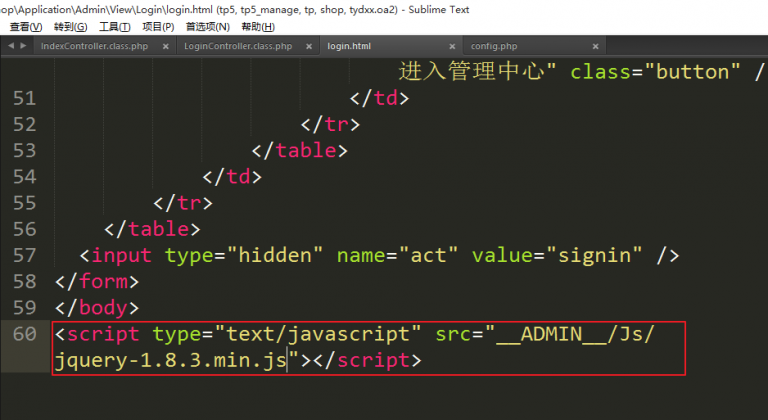 op\Application\Admin\View\Login\login.html (tp5, tp5_manage, tp, shop, tydxx.oa2) - Sublime Text
查看(V) 转到(G) 工具(T) 项目(P) 首选项(N) 帮助(H)
IndexController.class.php × LoginController.class.php × login.html × config.php ×
进入管理中心" class="button" /
51 </td>
52 </tr>
53 </table>
54 </td>
55 </tr>
56 </table>
57 <input type="hidden" name="act" value="signin" />
58 </form>
59 </body>
60 <script type="text/javascript" src="__ADMIN__/Js/
jquery-1.8.3.min.js"></script>